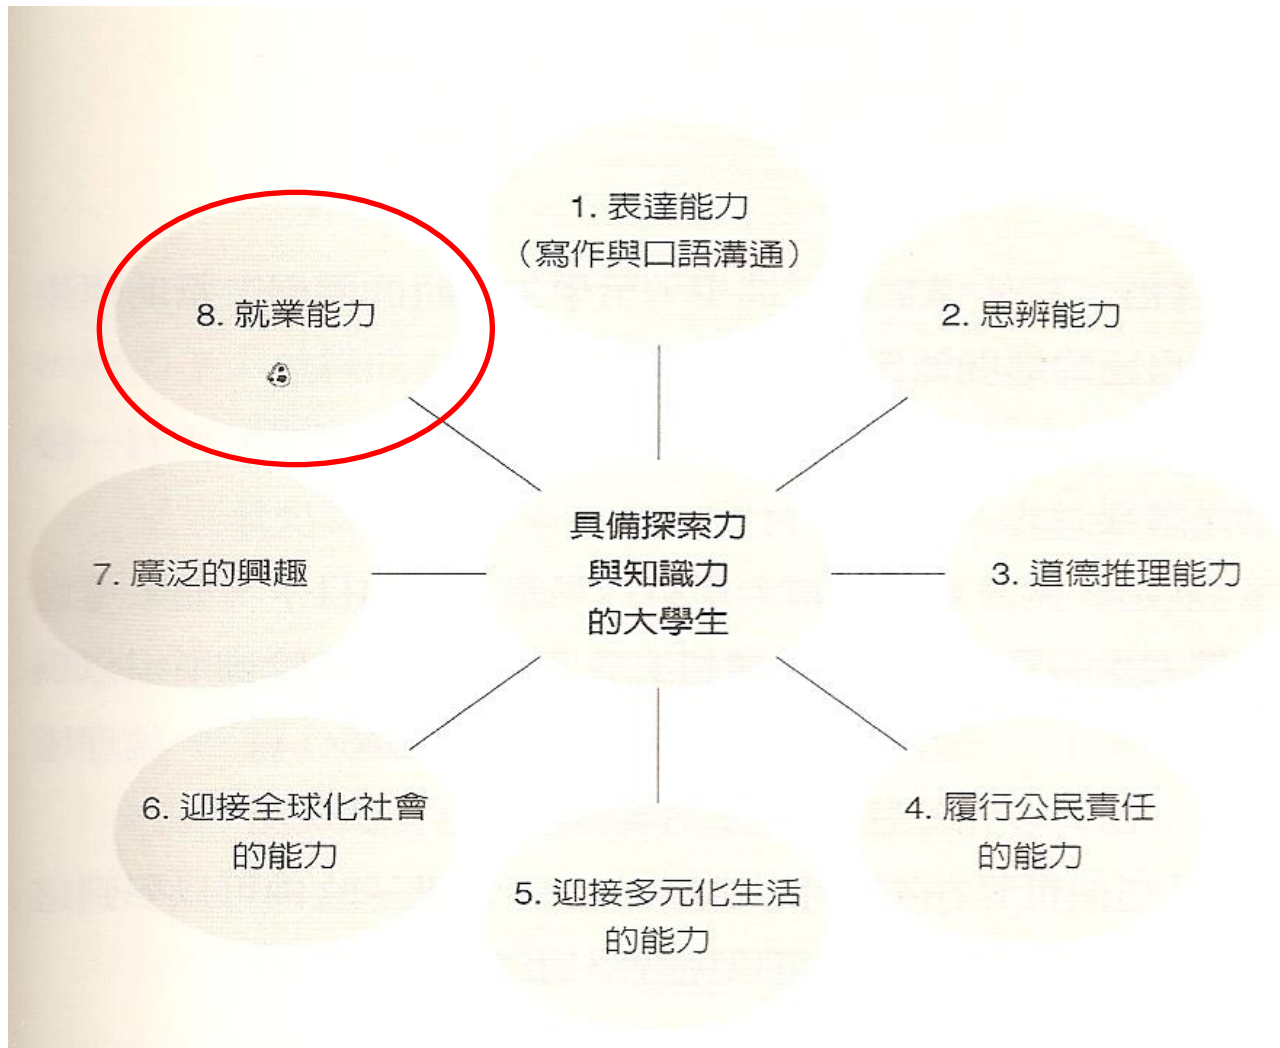 1. 表達能力
（寫作與口語溝通）
2. 思辨能力
3. 道德推理能力
4. 履行公民責任
的能力
5. 迎接多元化生活
的能力
6. 迎接全球化社會
的能力
7. 廣泛的興趣
8. 就業能力
具備探索力
與知識力
的大學生